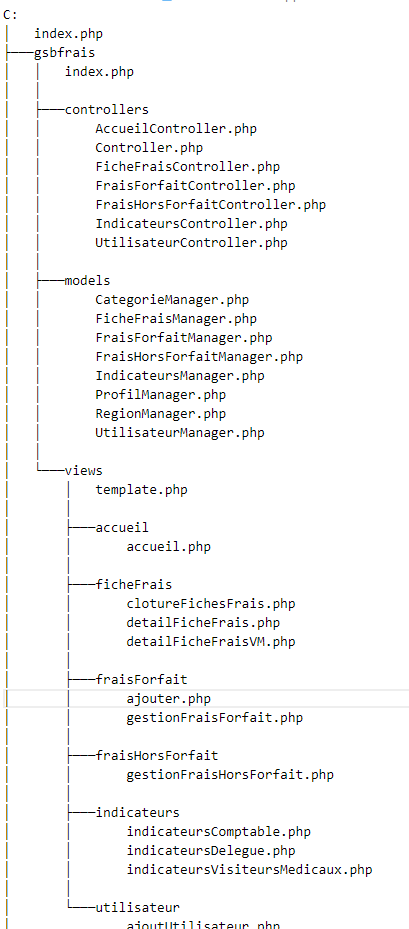 C:
index.php
gsbfrais
index.php
controllers
AccueilController.php
Controller.php
FicheFraisController.php
FraisForfaitController.php
FraisHorsForfaitController.php
IndicateursController.php
UtilisateurController.php
models
CategorieManager.php
FicheFraisManager.php
FraisForfaitManager.php
FraisHorsForfaitManager.php
IndicateursManager.php
ProfilManager.php
RegionManager.php
UtilisateurManager.php
views
template.php
accueil
accueil.php
ficheFrais
clotureFichesFrais.php
detailFicheFrais.php
detailFicheFraisVM.php
fraisForfait
ajouter.php
gestionFraisForfait.php
fraisHorsForfait
gestionFraisHorsForfait.php
indicateurs
indicateursComptable.php
indicateursDelegue.php
indicateursVisiteursMedicaux.php
utilisateur
ajoutUtilisateur.php